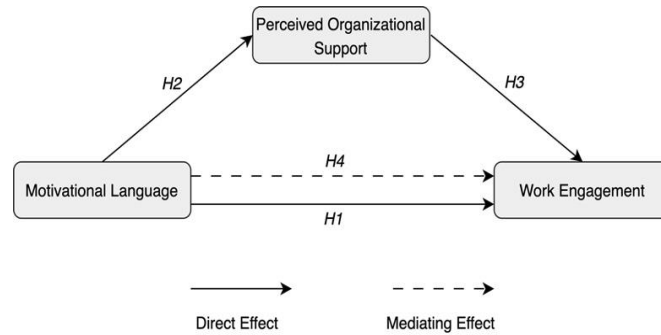 Perceived Organizational
Support
H2
H3
Motivational Language
H4
Work Engagement
H1
Direct Effect
Mediating Effect